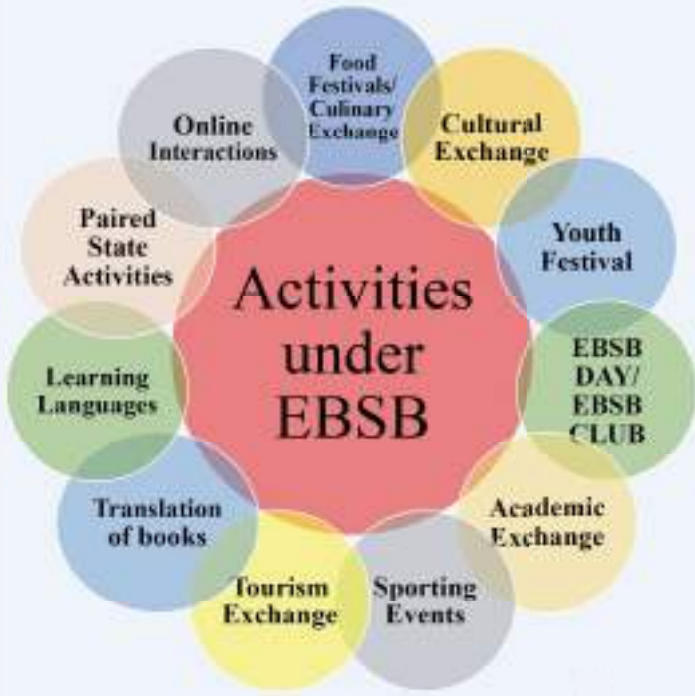 Activities
under
EBSB
Food
Festivals/
Culinary
Exchange
Cultural
Exchange
Youth
Festival
EBSB
DAY/
EBSB
CLUB
Academic
Exchange
Sporting
Events
Tourism
Exchange
Translation
of books
Learning
Languages
Paired
State
Activities
Online
Interactions